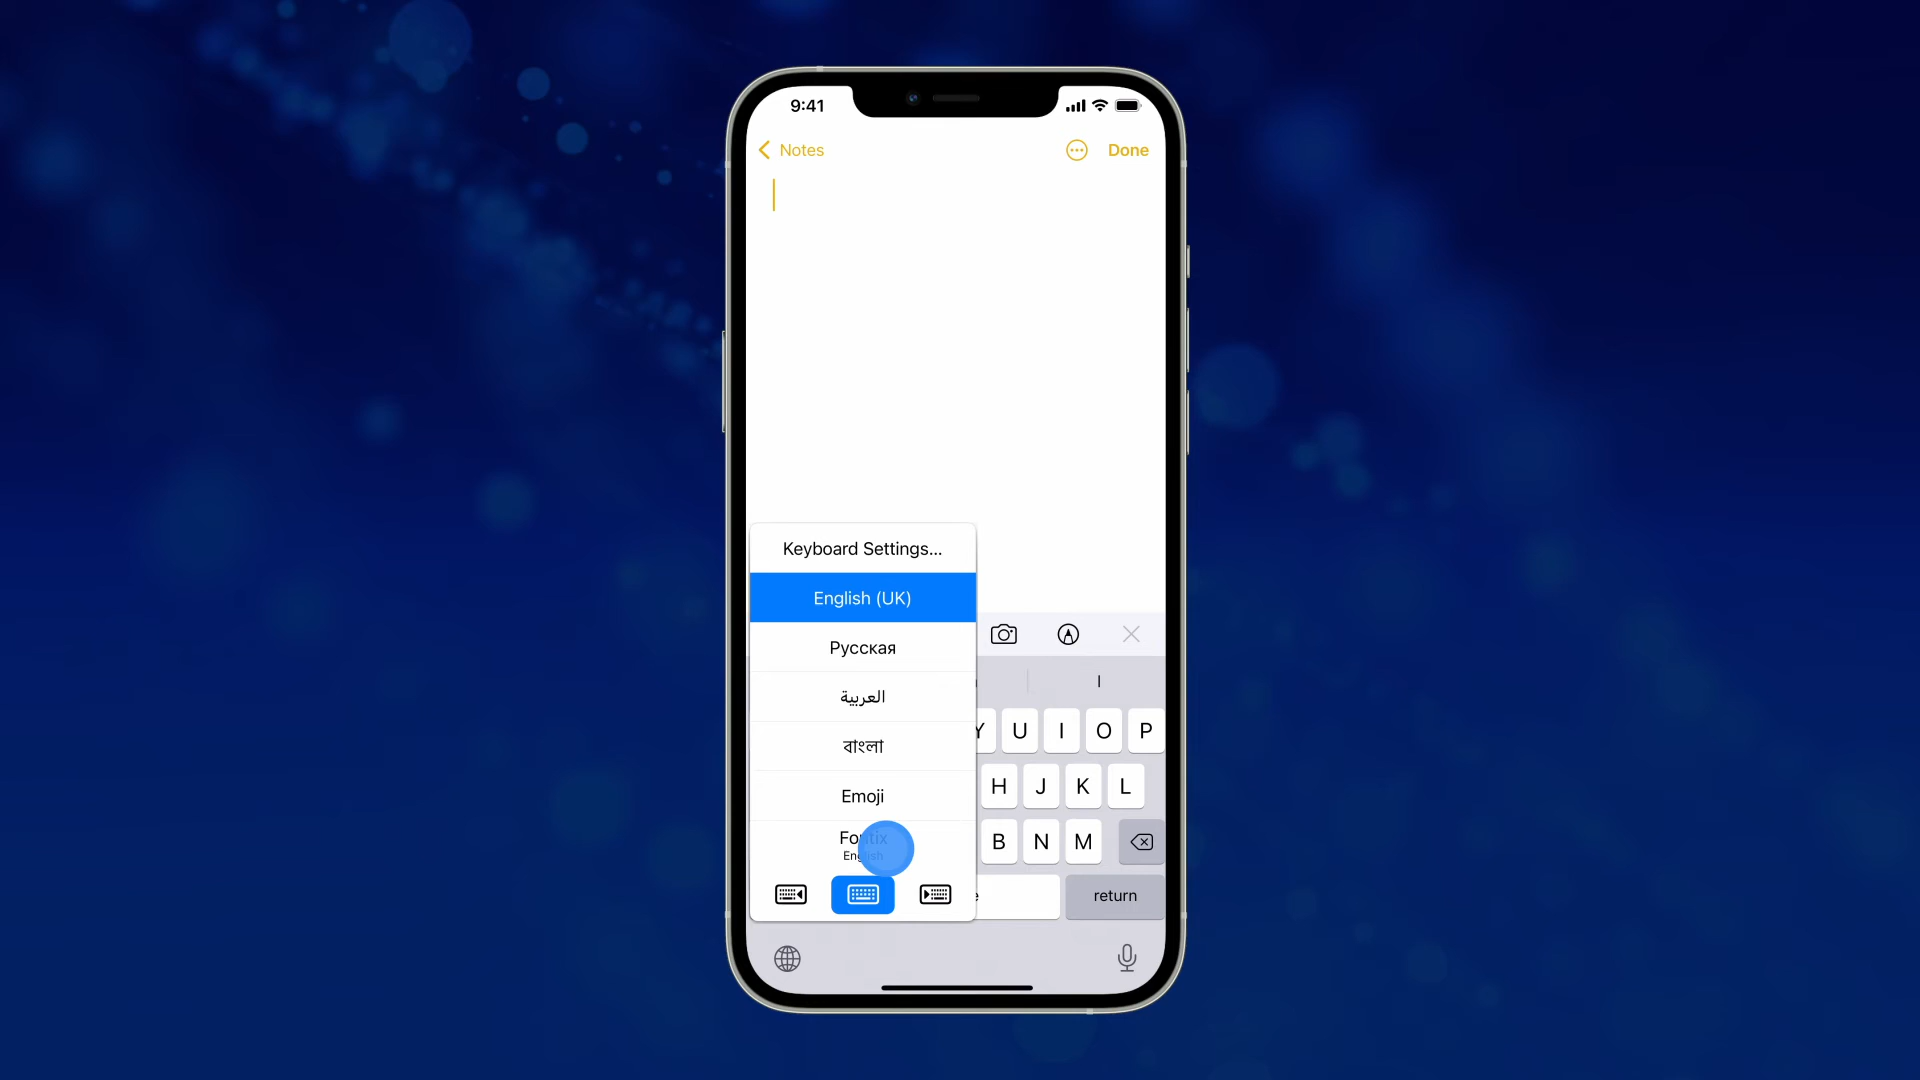 9:41
Notes
Done
Keyboard Settings...
English (UK)
Русская
العربية
বাংলা
Emoji
Fontix
English
I
Y U I O P
H J K L
B N M
return